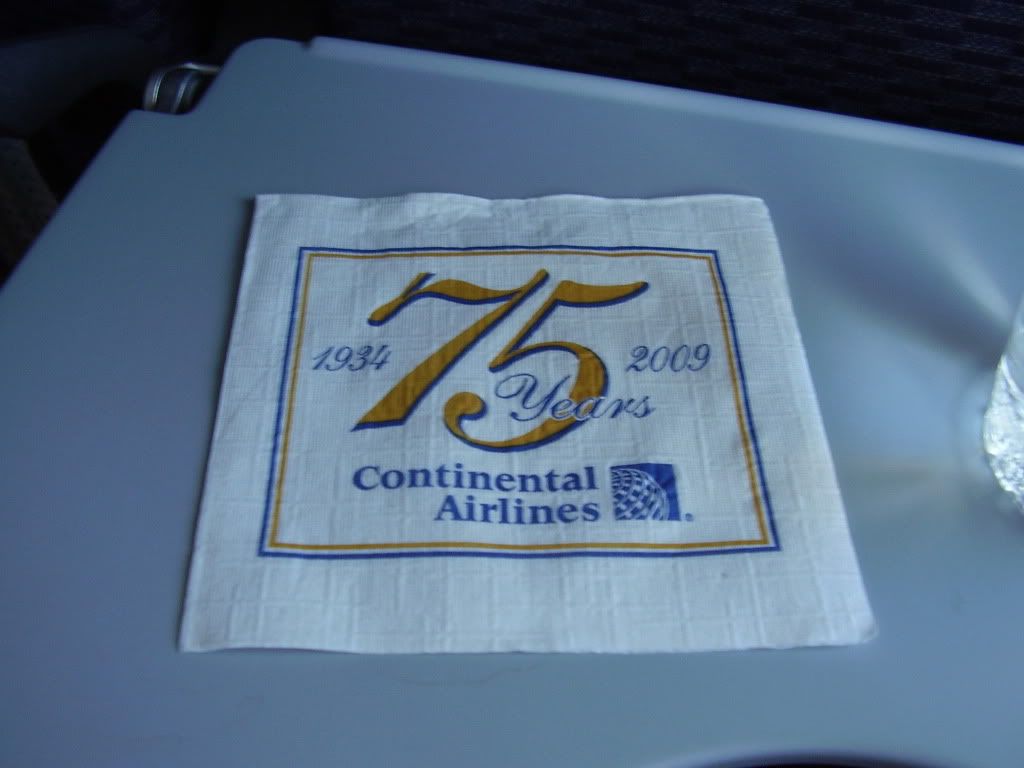 75
1934 2009
Years
Continental
Airlines ®